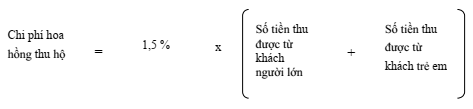 Chi phí hoa
hồng thu hộ
=
1,5 %
x
Số tiền thu
được từ
khách
người lớn
+
Số tiền thu
được từ
khách trẻ em